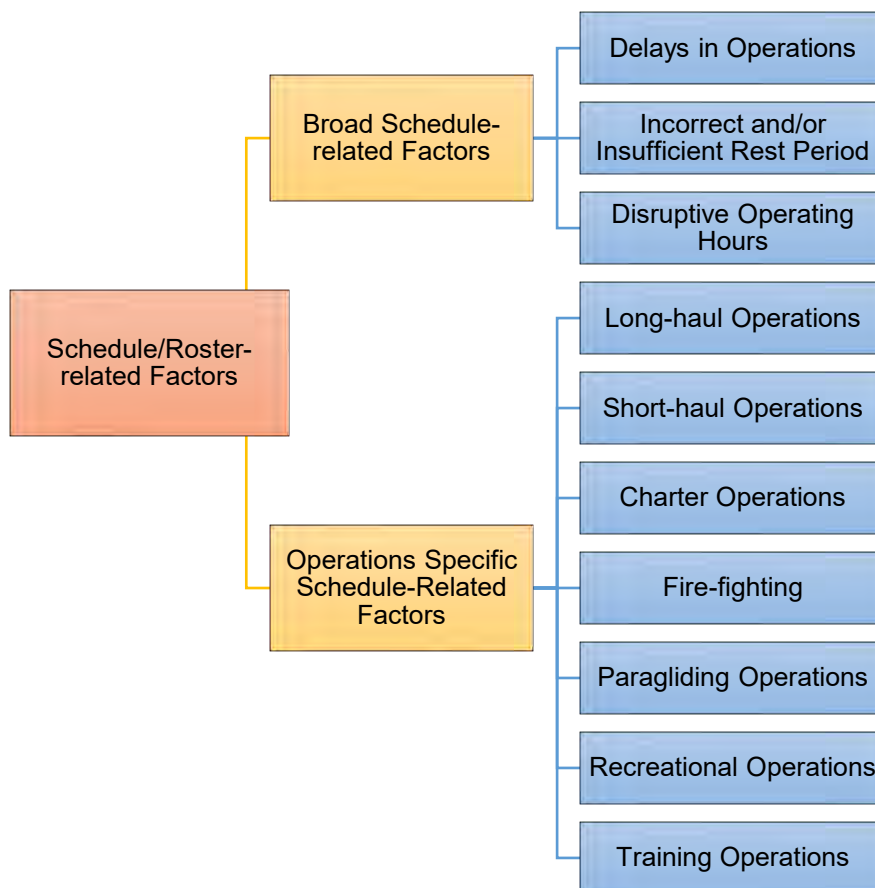 Schedule/Roster-
related Factors
Broad Schedule-
related Factors
Delays in Operations
Incorrect and/or
Insufficient Rest Period
Disruptive Operating
Hours
Operations Specific
Schedule-Related
Factors
Long-haul Operations
Short-haul Operations
Charter Operations
Fire-fighting
Paragliding Operations
Recreational Operations
Training Operations